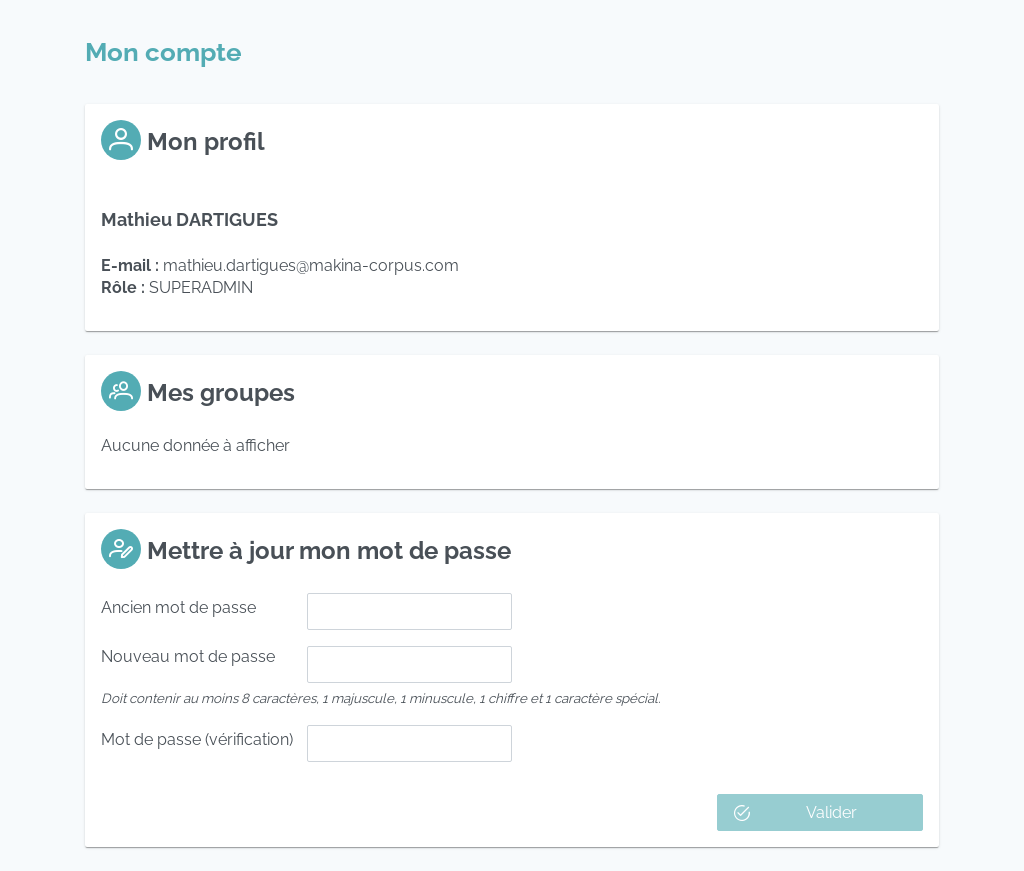 Mon compte
Mon profil
Mathieu DARTIGUES
E-mail : mathieu.dartigues@makina-corpus.com
Rôle : SUPERADMIN
Mes groupes
Aucune donnée à afficher
Mettre à jour mon mot de passe
Ancien mot de passe
Nouveau mot de passe
Doit contenir au moins 8 caractères, 1 majuscule, 1 minuscule, 1 chiffre et 1 caractère spécial.
Mot de passe (vérification)
Valider